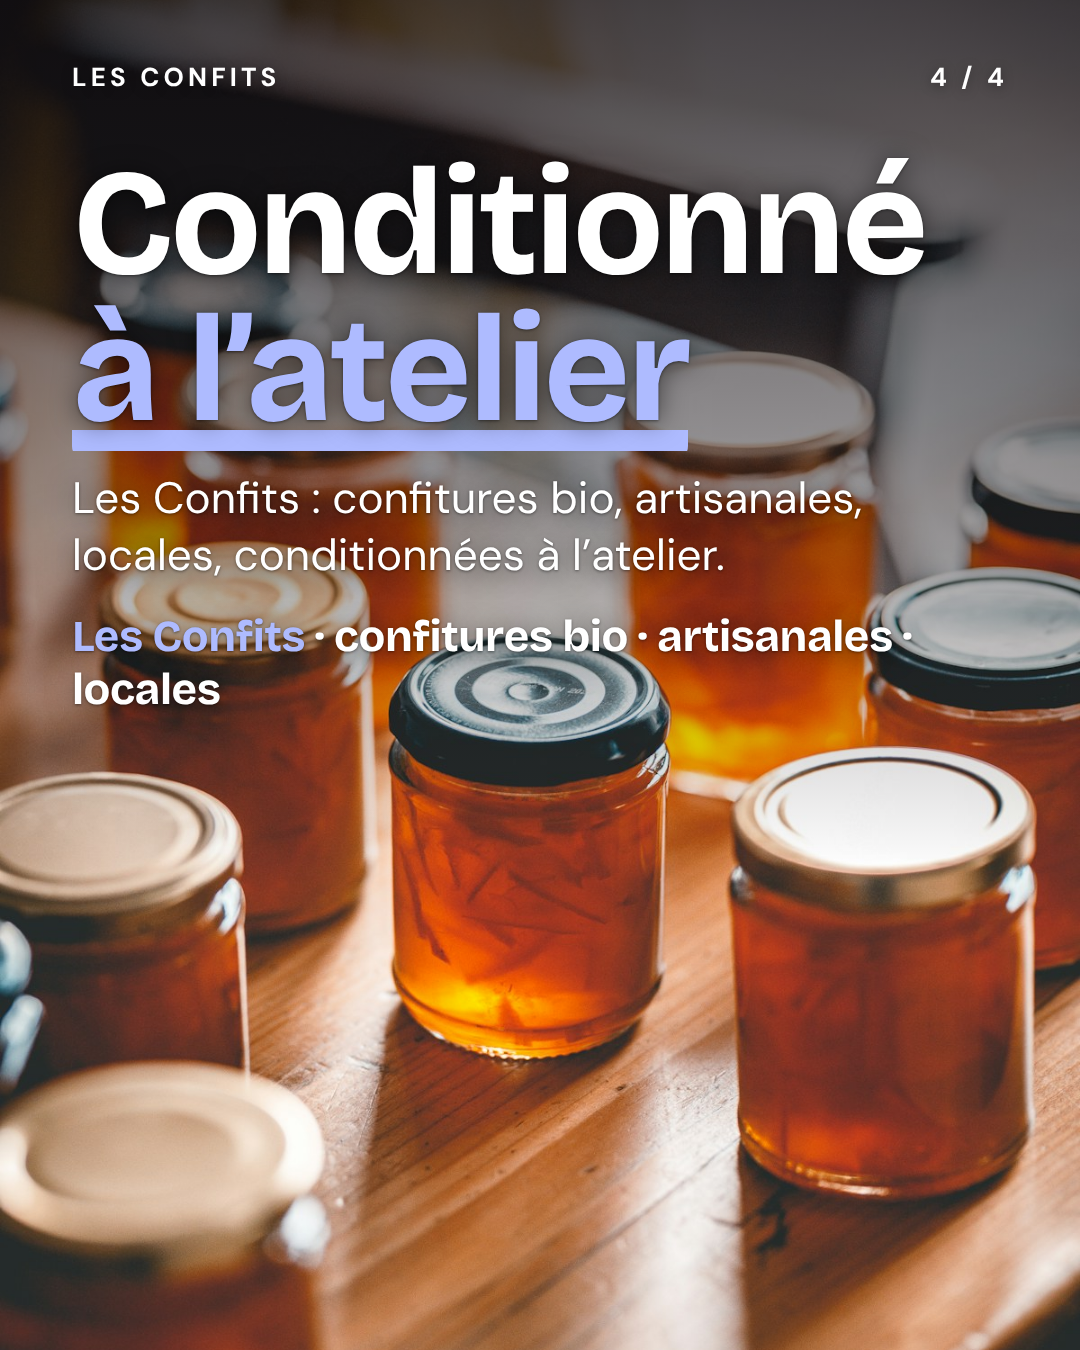 LES CONFITS
4 / 4
Conditionné
à l’atelier
Les Confits : confitures bio, artisanales,
locales, conditionnées à l’atelier.
Les Confits · confitures bio · artisanales ·
locales